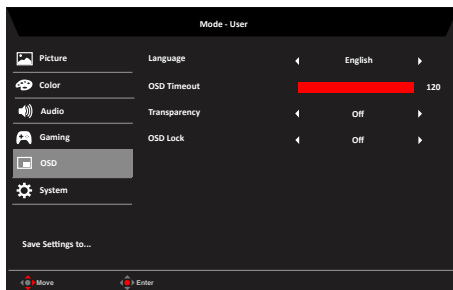 Mode - User
Picture
Language
English
Color
OSD Timeout
120
Audio
Transparency
Off
Gaming
OSD Lock
Off
OSD
System
Save Settings to...
Move
Enter